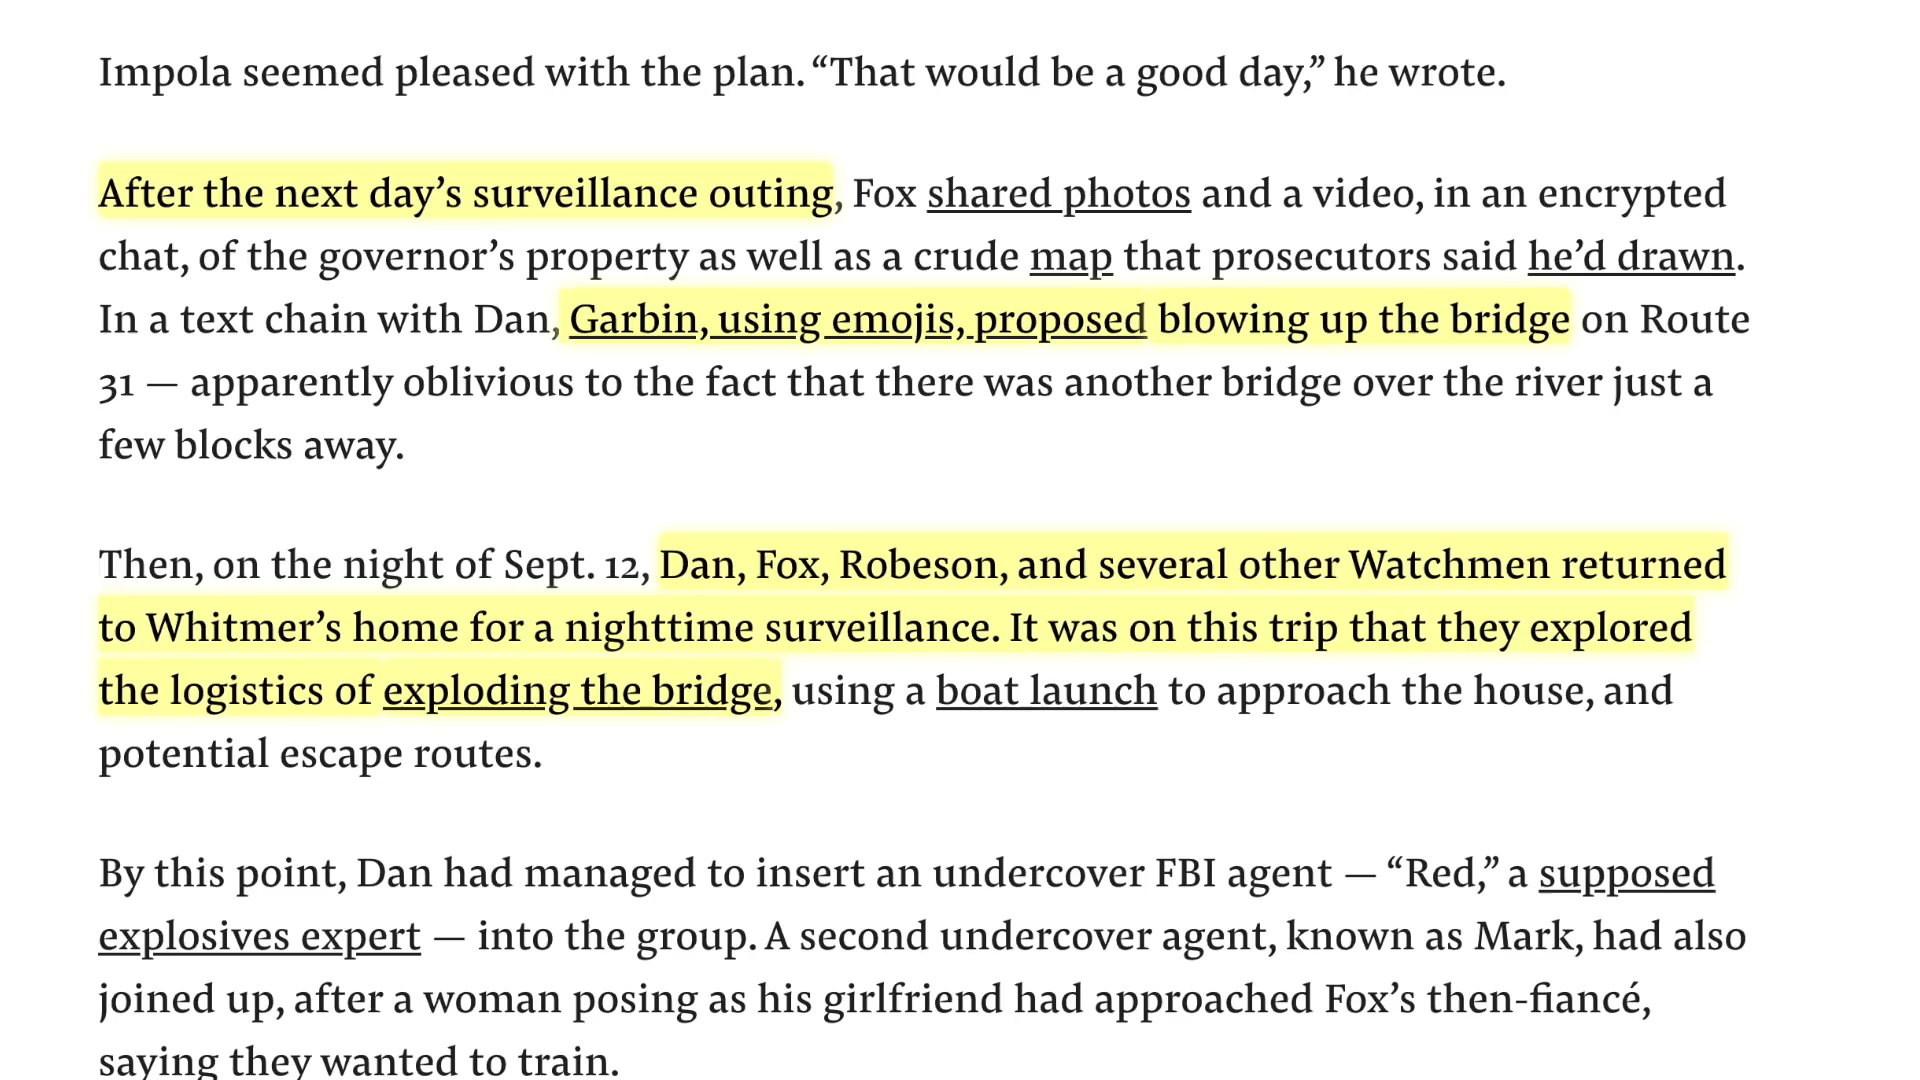 Impola seemed pleased with the plan. “That would be a good day,” he wrote.
After the next day’s surveillance outing, Fox shared photos and a video, in an encrypted
chat, of the governor’s property as well as a crude map that prosecutors said he’d drawn.
In a text chain with Dan, Garbin, using emojis, proposed blowing up the bridge on Route
31 — apparently oblivious to the fact that there was another bridge over the river just a
few blocks away.
Then, on the night of Sept. 12, Dan, Fox, Robeson, and several other Watchmen returned
to Whitmer’s home for a nighttime surveillance. It was on this trip that they explored
the logistics of exploding the bridge, using a boat launch to approach the house, and
potential escape routes.
By this point, Dan had managed to insert an undercover FBI agent — “Red,” a supposed
explosives expert — into the group. A second undercover agent, known as Mark, had also
joined up, after a woman posing as his girlfriend had approached Fox’s then-fiancé,
saying they wanted to train.